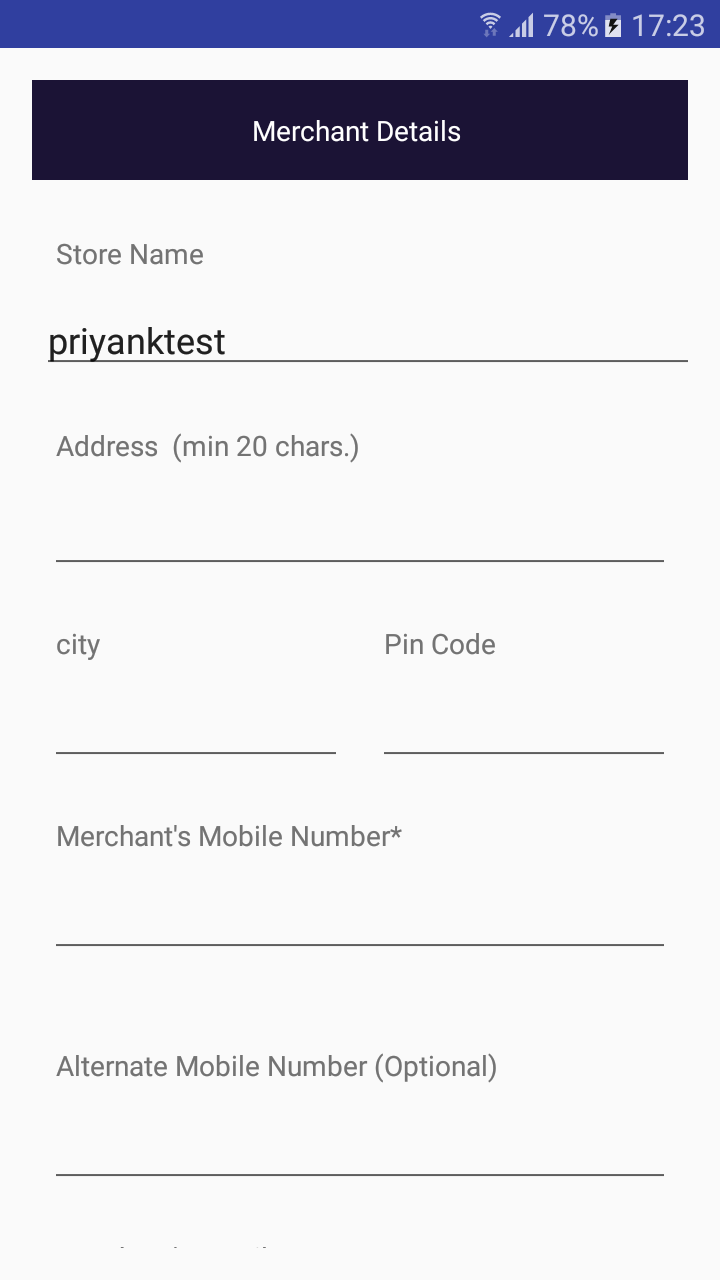 78% 17:23
Merchant Details
Store Name
priyanktest
Address  (min 20 chars.)
city Pin Code
Merchant's Mobile Number*
Alternate Mobile Number (Optional)